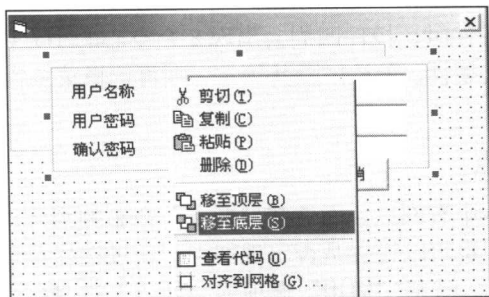 用户名称
用户密码
确认密码
剪切(T)
复制(C)
粘贴(P)
删除(D)
移至顶层(B)
移至底层(S)
消
查看代码(O)
对齐到网格(G)...